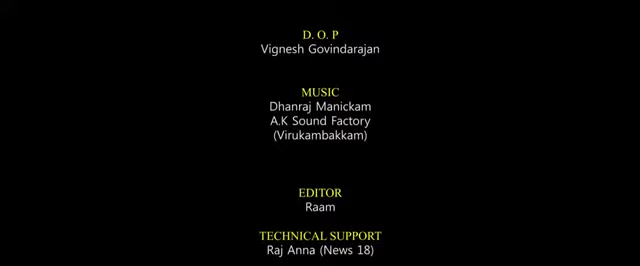 D. O. P
Vignesh Govindarajan
MUSIC
Dhanraj Manickam
A.K Sound Factory
(Virukambakkam)
EDITOR
Raam
TECHNICAL SUPPORT
Raj Anna (News 18)